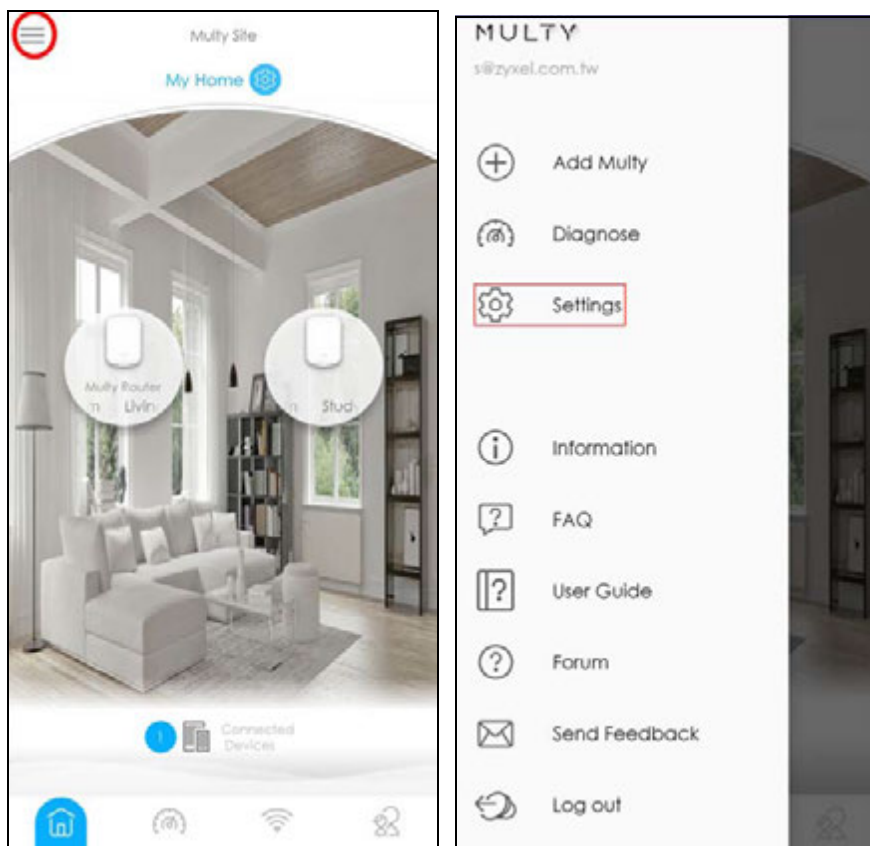 Multy Site
My Home
Multy Router
Livin
Stud
1
Connected
Devices
MULTY
s@zyxel.com.tw
Add Multy
Diagnose
Settings
Information
FAQ
User Guide
Forum
Send Feedback
Log out